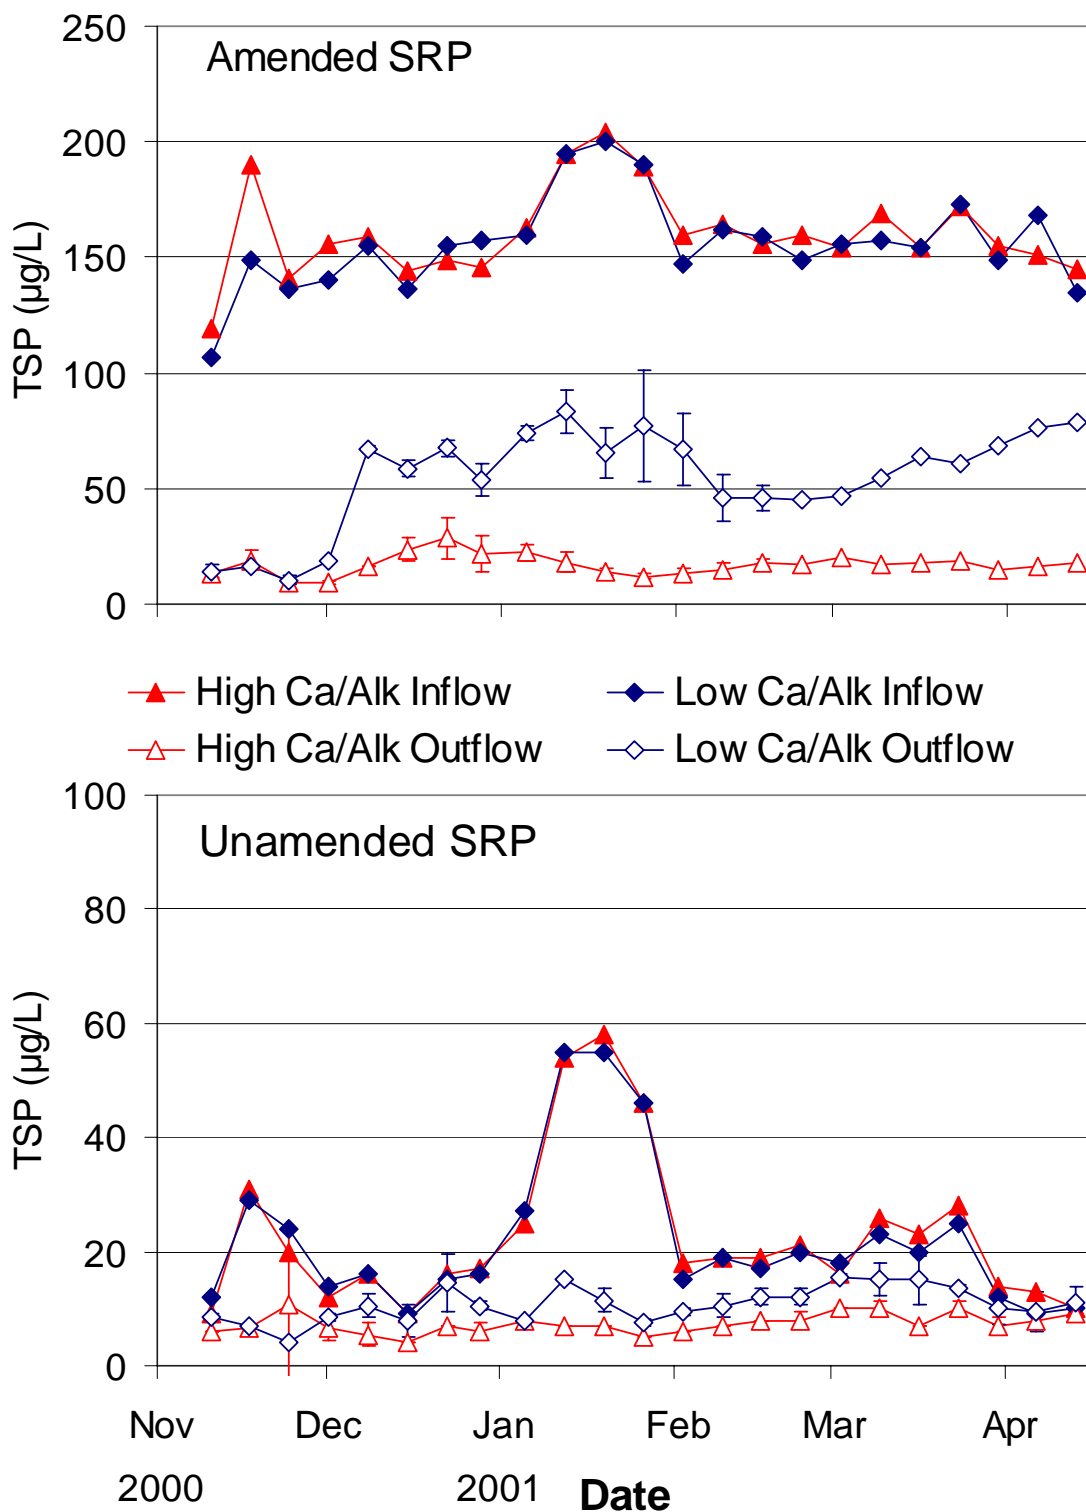 250
Amended SRP
200
150
100
50
0
TSP (µg/L)
High Ca/Alk Inflow
Low Ca/Alk Inflow
High Ca/Alk Outflow
Low Ca/Alk Outflow
100
Unamended SRP
80
60
40
20
0
TSP (µg/L)
Nov Dec Jan Feb Mar Apr
2000 2001 Date